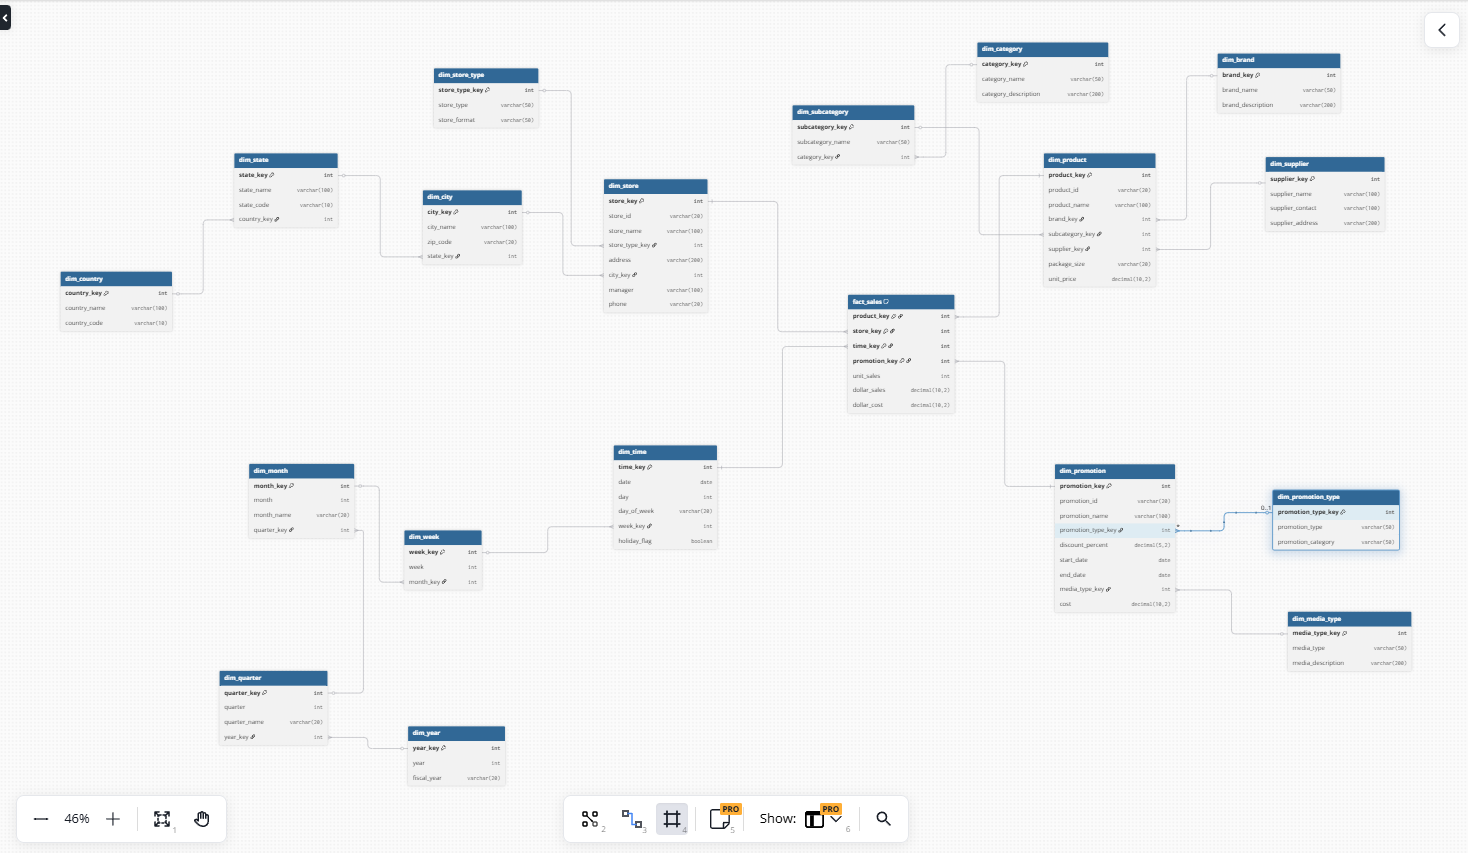 dim_category
category_key int
category_name varchar(50)
category_description varchar(200)
dim_brand
brand_key int
brand_name varchar(50)
brand_description varchar(200)
dim_store_type
store_type_key int
store_type varchar(50)
store_format varchar(50)
dim_subcategory
subcategory_key int
subcategory_name varchar(50)
category_key int
dim_state
state_key int
state_name varchar(100)
state_code varchar(10)
country_key int
dim_product
product_key int
product_id varchar(20)
product_name varchar(100)
brand_key int
subcategory_key int
supplier_key int
package_size varchar(20)
unit_price decimal(10,2)
dim_supplier
supplier_key int
supplier_name varchar(100)
supplier_contact varchar(100)
supplier_address varchar(200)
dim_city
city_key int
city_name varchar(100)
zip_code varchar(20)
state_key int
dim_store
store_key int
store_id varchar(20)
store_name varchar(100)
store_type_key int
address varchar(200)
city_key int
manager varchar(100)
phone varchar(20)
dim_country
country_key int
country_name varchar(100)
country_code varchar(10)
fact_sales
product_key int
store_key int
time_key int
promotion_key int
unit_sales int
dollar_sales decimal(10,2)
dollar_cost decimal(10,2)
dim_time
time_key int
date date
day int
day_of_week varchar(20)
week_key int
holiday_flag boolean
dim_month
month_key int
month int
month_name varchar(20)
quarter_key int
dim_week
week_key int
week int
month_key int
dim_promotion
promotion_key int
promotion_id varchar(20)
promotion_name varchar(100)
promotion_type_key int
discount_percent decimal(5,2)
start_date date
end_date date
media_type_key int
cost decimal(10,2)
*
0..1
dim_promotion_type
promotion_type_key int
promotion_type varchar(50)
promotion_category varchar(50)
dim_media_type
media_type_key int
media_type varchar(50)
media_description varchar(200)
dim_quarter
quarter_key int
quarter int
quarter_name varchar(20)
year_key int
dim_year
year_key int
year int
fiscal_year varchar(20)
46%
1
2
3
4
PRO
5
Show:
PRO
6